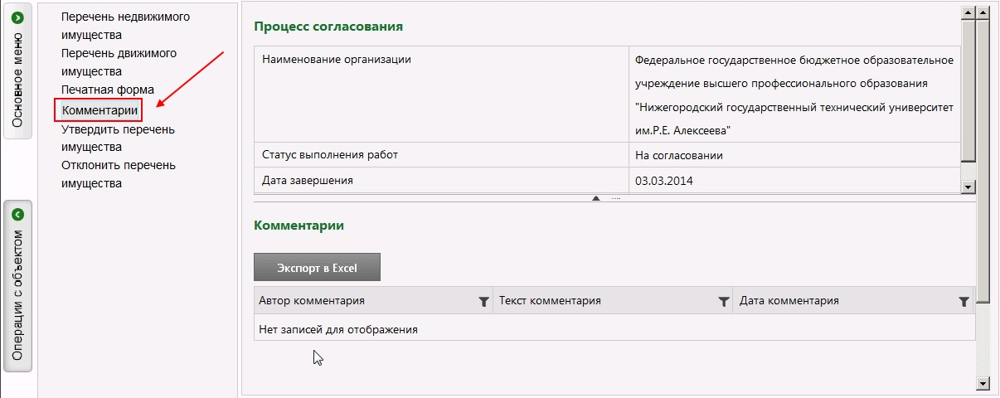 Основное меню
Операции с объектом
Перечень недвижимого
имущества
Перечень движимого
имущества
Печатная форма
Комментарии
Утвердить перечень
имущества
Отклонить перечень
имущества
Процесс согласования
Наименование организации
Федеральное государственное бюджетное образовательное
учреждение высшего профессионального образования
"Нижегородский государственный технический университет
им.Р.Е. Алексеева"
Статус выполнения работ
На согласовании
Дата завершения
03.03.2014
Комментарии
Экспорт в Excel
Автор комментария
Текст комментария
Дата комментария
Нет записей для отображения